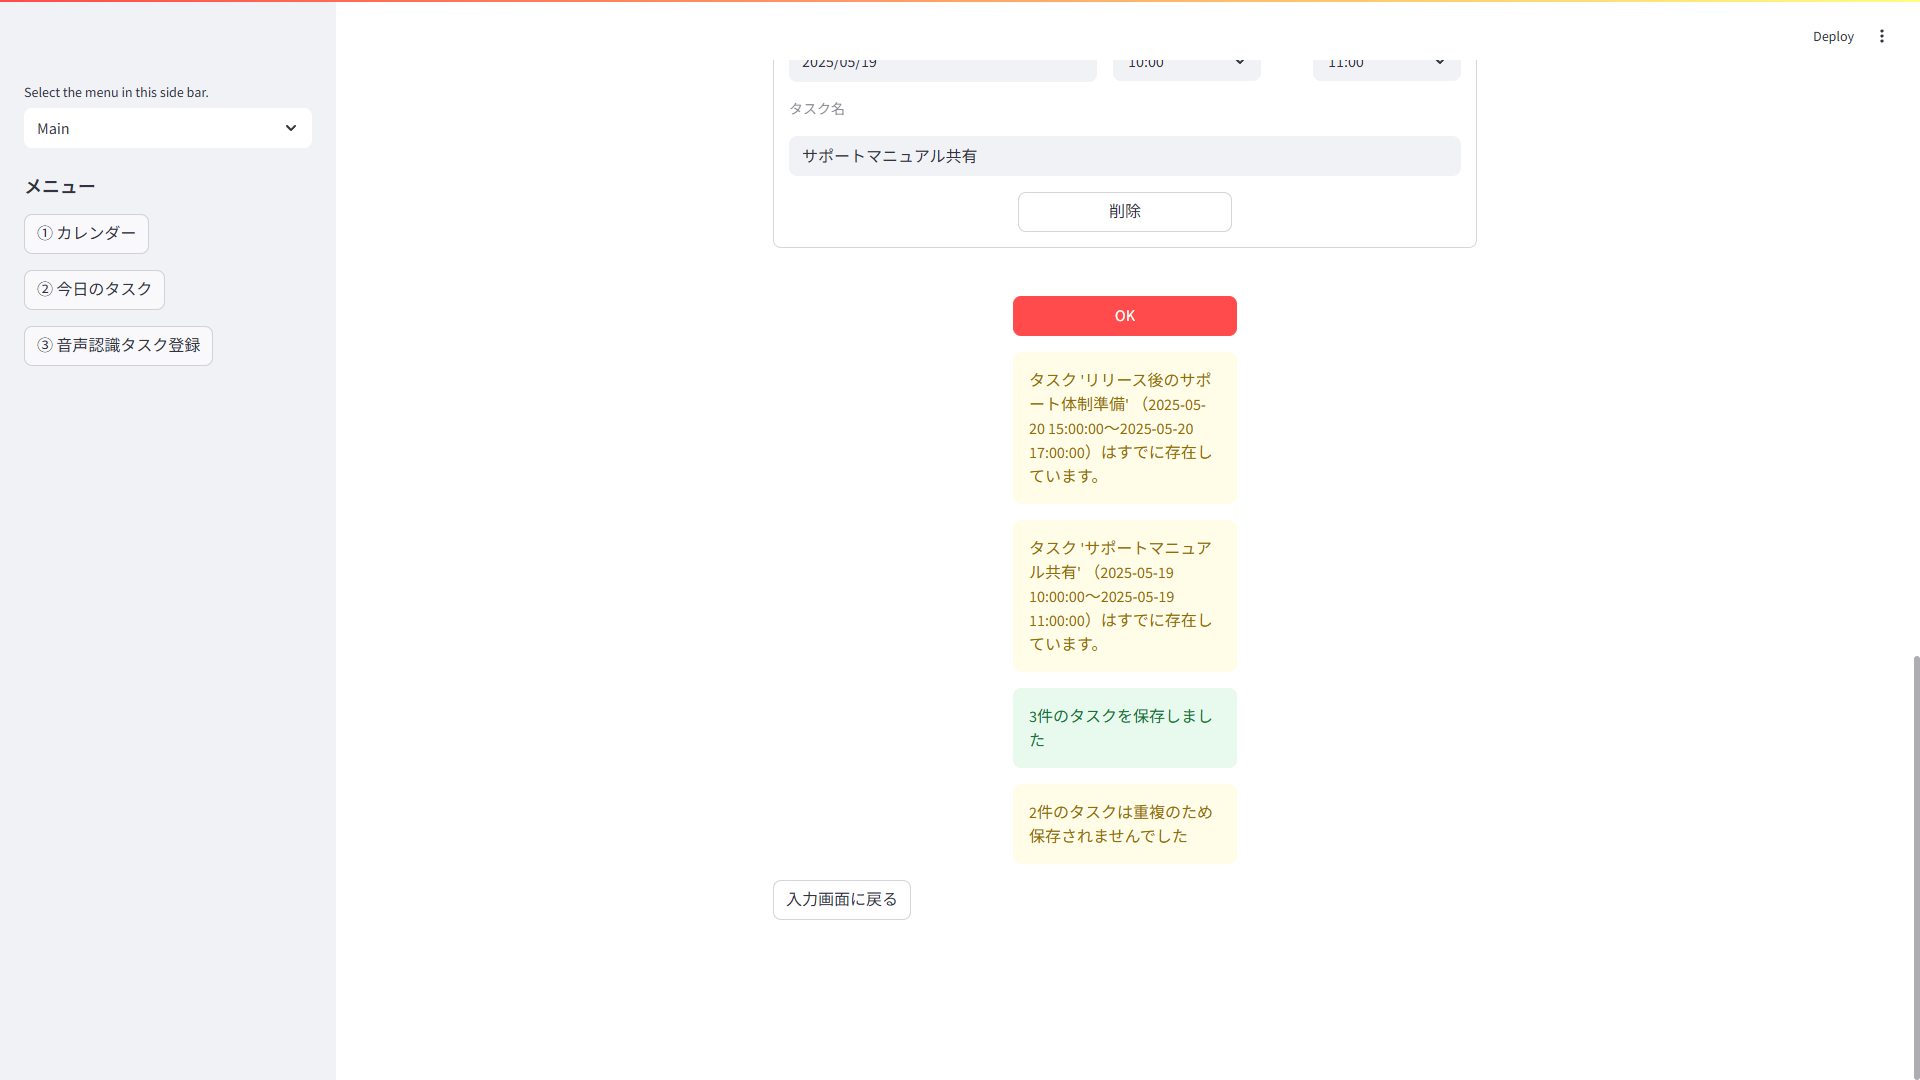 Deploy
Select the menu in this side bar.
Main
メニュー
① カレンダー
② 今日のタスク
③ 音声認識タスク登録
2025/05/19
10:00
11:00
タスク名
サポートマニュアル共有
削除
OK
タスク 'リリース後のサポ
ート体制準備' （2025-05-
20 15:00:00～2025-05-20
17:00:00）はすでに存在し
ています。
タスク 'サポートマニュア
ル共有' （2025-05-19
10:00:00～2025-05-19
11:00:00）はすでに存在し
ています。
3件のタスクを保存しまし
た
2件のタスクは重複のため
保存されませんでした
入力画面に戻る